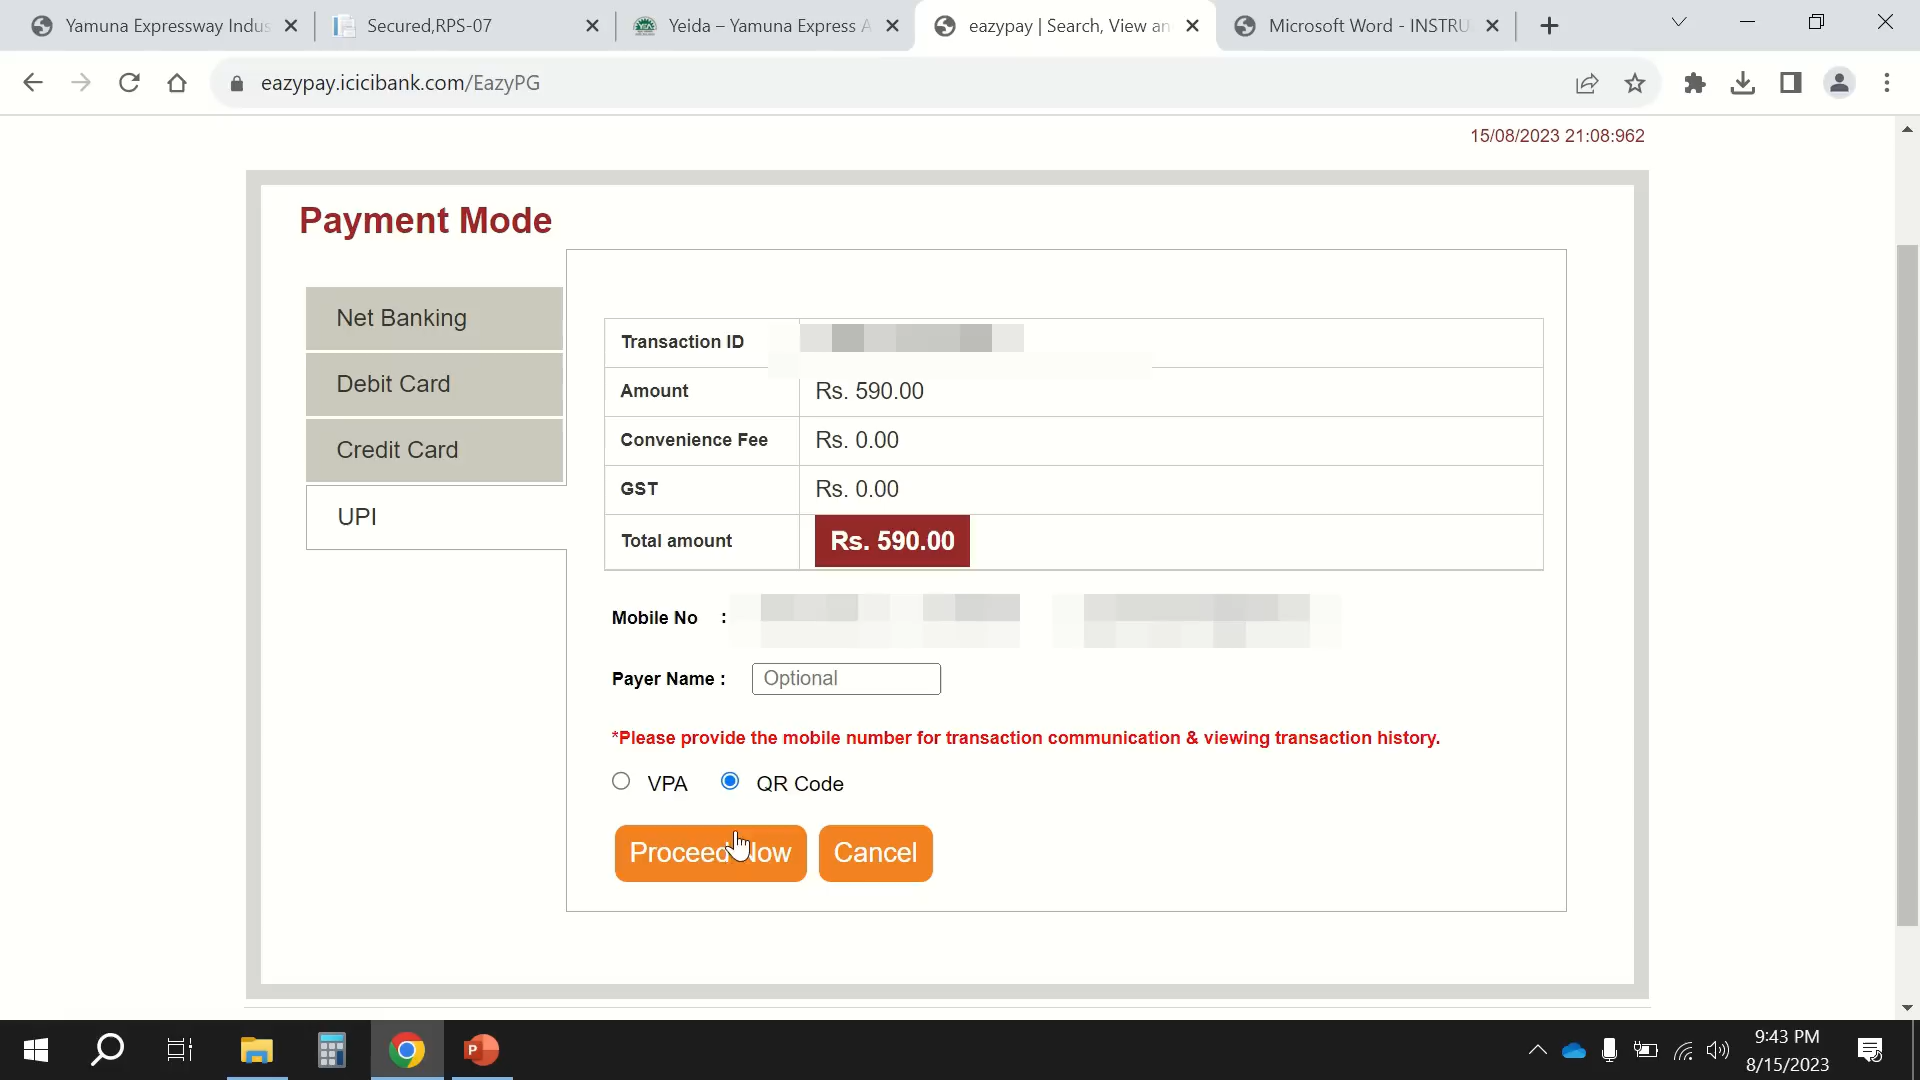 Yamuna Expressway Indus
Secured,RPS-07
Yeida – Yamuna Express A
eazypay | Search, View an
Microsoft Word - INSTRU
eazypay.icicibank.com/EazyPG
15/08/2023 21:08:962
Payment Mode
Net Banking
Debit Card
Credit Card
UPI
Transaction ID
Amount Rs. 590.00
Convenience Fee Rs. 0.00
GST Rs. 0.00
Total amount Rs. 590.00
Mobile No :
Payer Name : Optional
*Please provide the mobile number for transaction communication & viewing transaction history.
VPA QR Code
Proceed Now Cancel
9:43 PM
8/15/2023